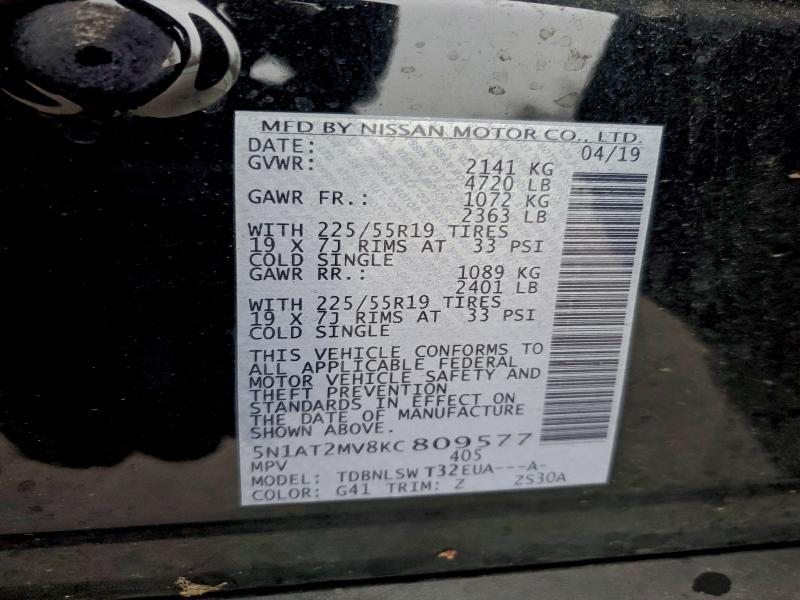 MFD BY NISSAN MOTOR CO., LTD.
DATE: 04/19
GVWR: 2141 KG
4720 LB
GAWR FR.: 1072 KG
2363 LB
WITH 225/55R19 TIRES
19 X 7J RIMS AT 33 PSI
COLD SINGLE
GAWR RR.: 1089 KG
2401 LB
WITH 225/55R19 TIRES
19 X 7J RIMS AT 33 PSI
COLD SINGLE
THIS VEHICLE CONFORMS TO
ALL APPLICABLE FEDERAL
MOTOR VEHICLE SAFETY AND
THEFT PREVENTION
STANDARDS IN EFFECT ON
THE DATE OF MANUFACTURE
SHOWN ABOVE.
5N1AT2MV8KC 809577
MPV 405
MODEL: TDBNLSW T32EUA---A-
COLOR: G41 TRIM: Z ZS30A